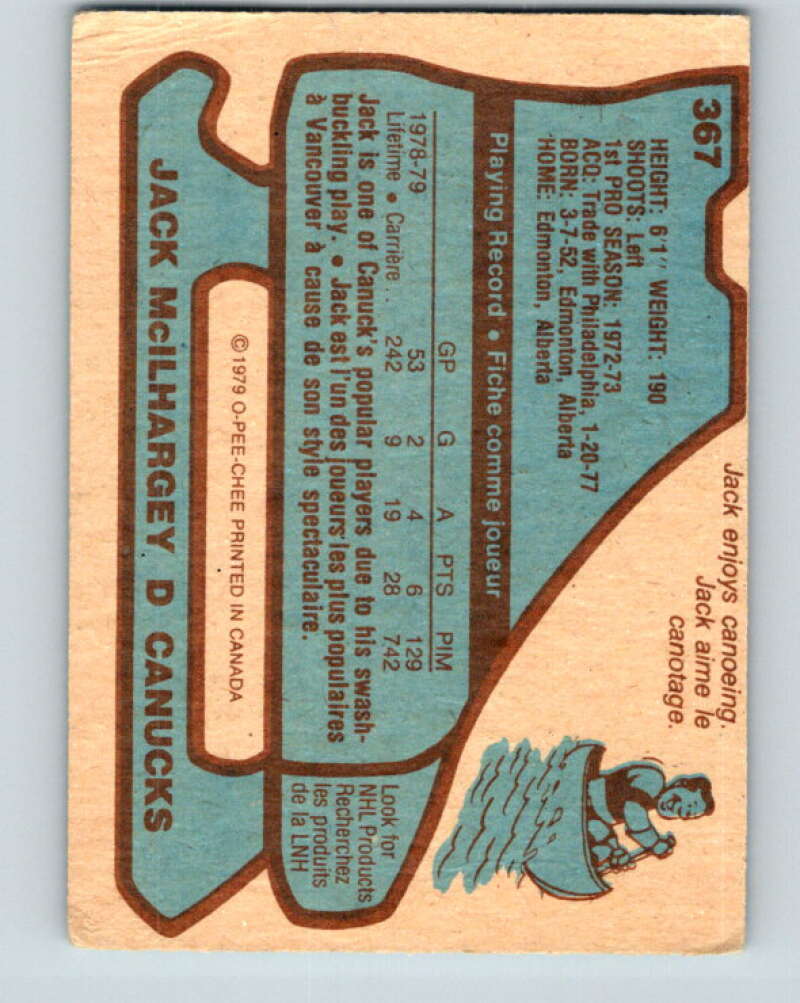 367
HEIGHT: 6'1" WEIGHT: 190
SHOOTS: Left
1st PRO SEASON: 1972-73
ACQ: Trade with Philadelphia, 1-20-77
BORN: 3-7-52, Edmonton, Alberta
HOME: Edmonton, Alberta
Jack enjoys canoeing.
Jack aime le
canotage.
Playing Record • Fiche comme joueur
GP G A PTS PIM
1978-79 53 2 4 6 129
Lifetime • Carrière . 242 9 19 28 742
Jack is one of Canuck's popular players due to his swash-
buckling play. • Jack est l'un des joueurs les plus populaires
à Vancouver à cause de son style spectaculaire.
Look for
NHL Products
Recherchez
les produits
de la LNH
©1979 O-PEE-CHEE PRINTED IN CANADA
JACK McILHARGEY D CANUCKS